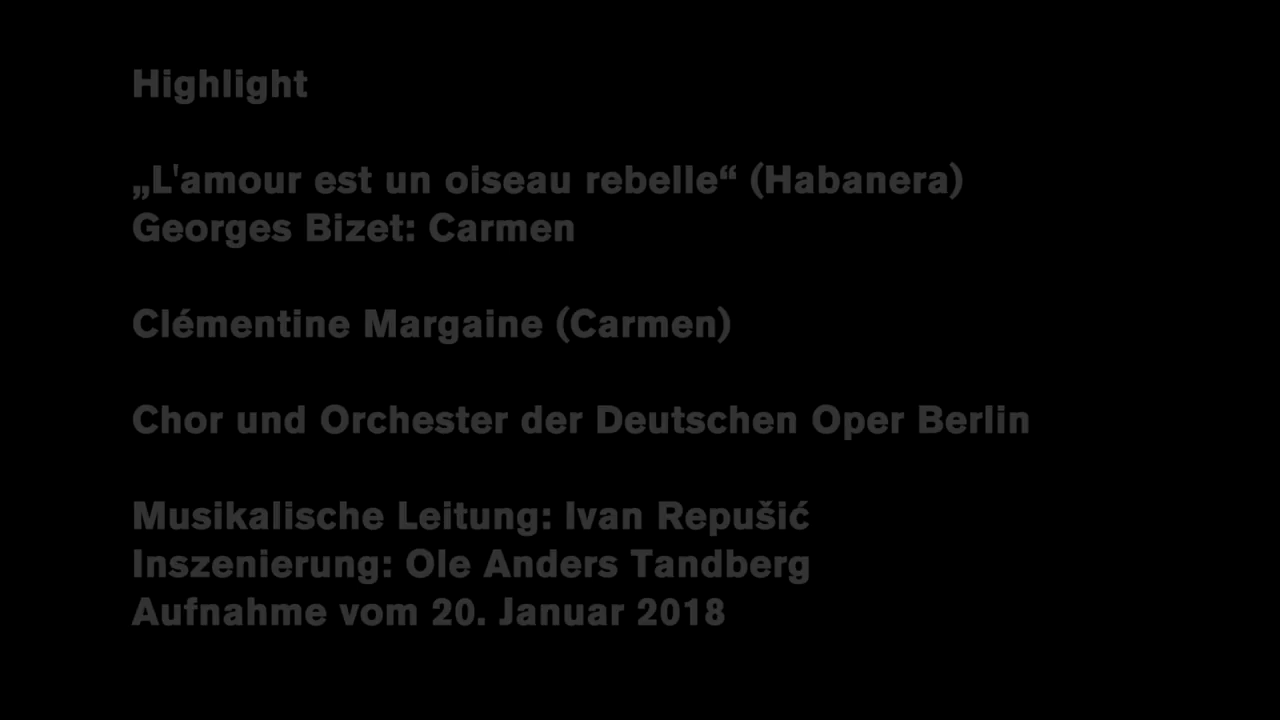 Highlight
„L'amour est un oiseau rebelle“ (Habanera)
Georges Bizet: Carmen
Clémentine Margaine (Carmen)
Chor und Orchester der Deutschen Oper Berlin
Musikalische Leitung: Ivan Repušić
Inszenierung: Ole Anders Tandberg
Aufnahme vom 20. Januar 2018